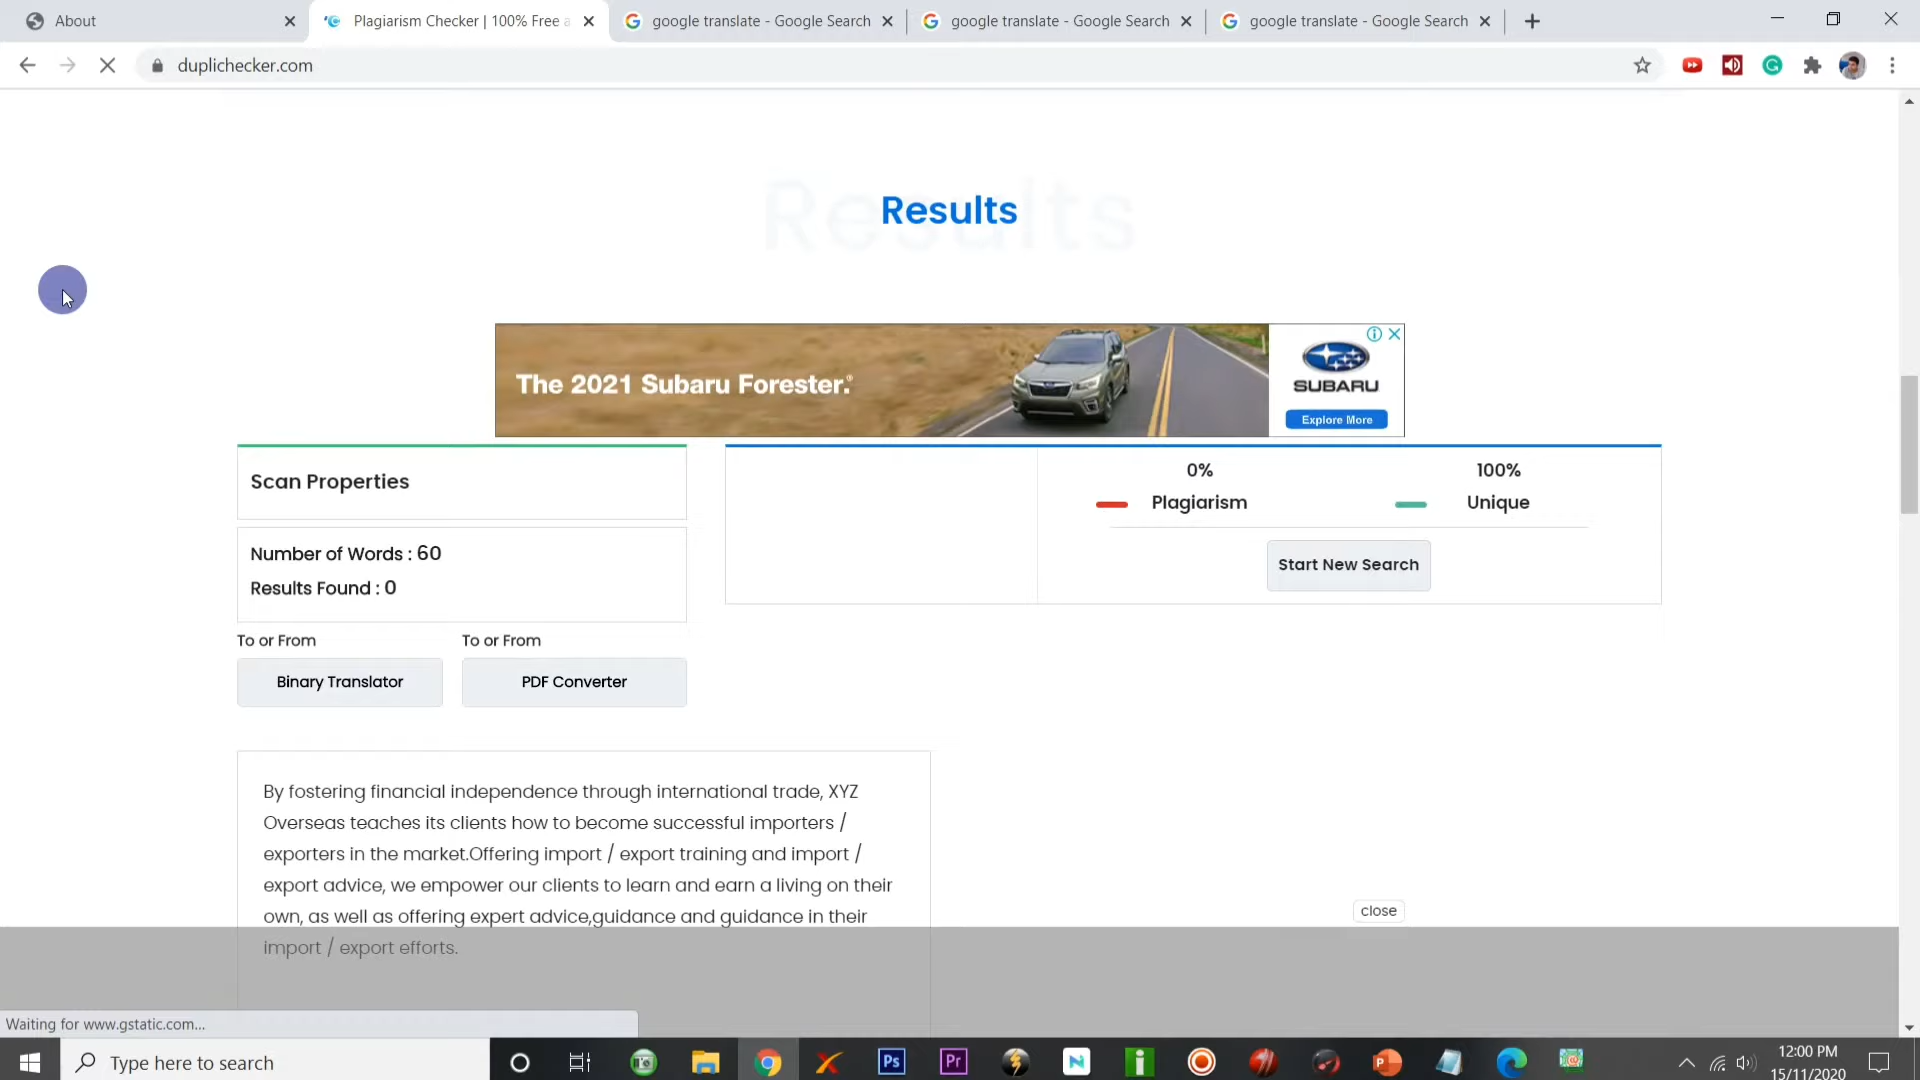 About
Plagiarism Checker | 100% Free a
google translate - Google Search
google translate - Google Search
google translate - Google Search
duplichecker.com
Results
Results
The 2021 Subaru Forester.®
SUBARU
Explore More
Scan Properties
0%
Plagiarism
100%
Unique
Start New Search
Number of Words : 60
Results Found : 0
To or From
To or From
Binary Translator
PDF Converter
By fostering financial independence through international trade, XYZ
Overseas teaches its clients how to become successful importers /
exporters in the market.Offering import / export training and import /
export advice, we empower our clients to learn and earn a living on their
own, as well as offering expert advice,guidance and guidance in their
import / export efforts.
close
Waiting for www.gstatic.com...
Type here to search
Ps
Pr
12:00 PM
15/11/2020